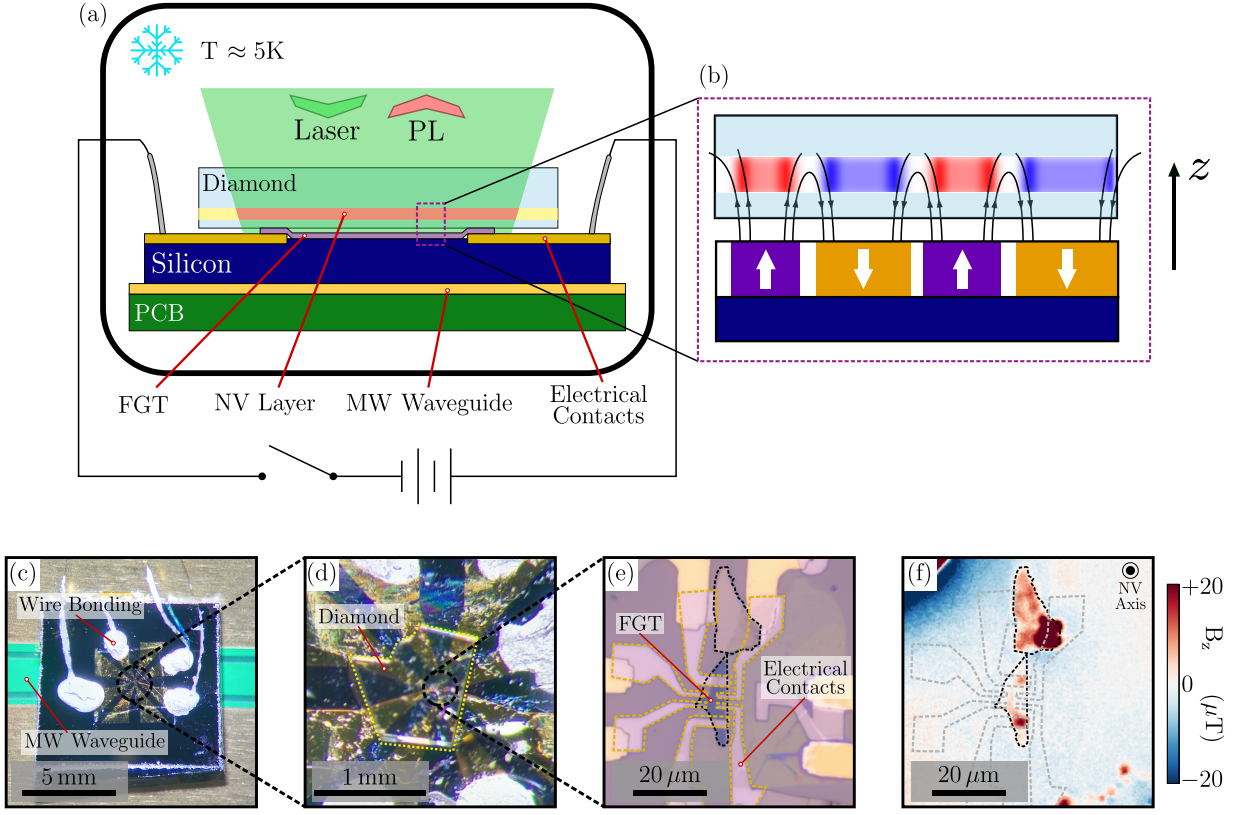 (a)
T ≈ 5K
Laser
PL
Diamond
Silicon
PCB
FGT
NV Layer
MW Waveguide
Electrical
Contacts
(b)
z
(c)
Wire Bonding
MW Waveguide
5 mm
(d)
Diamond
1 mm
(e)
FGT
Electrical
Contacts
20 μm
(f)
NV
Axis
20 μm
+20
0
−20
B_z (μT)